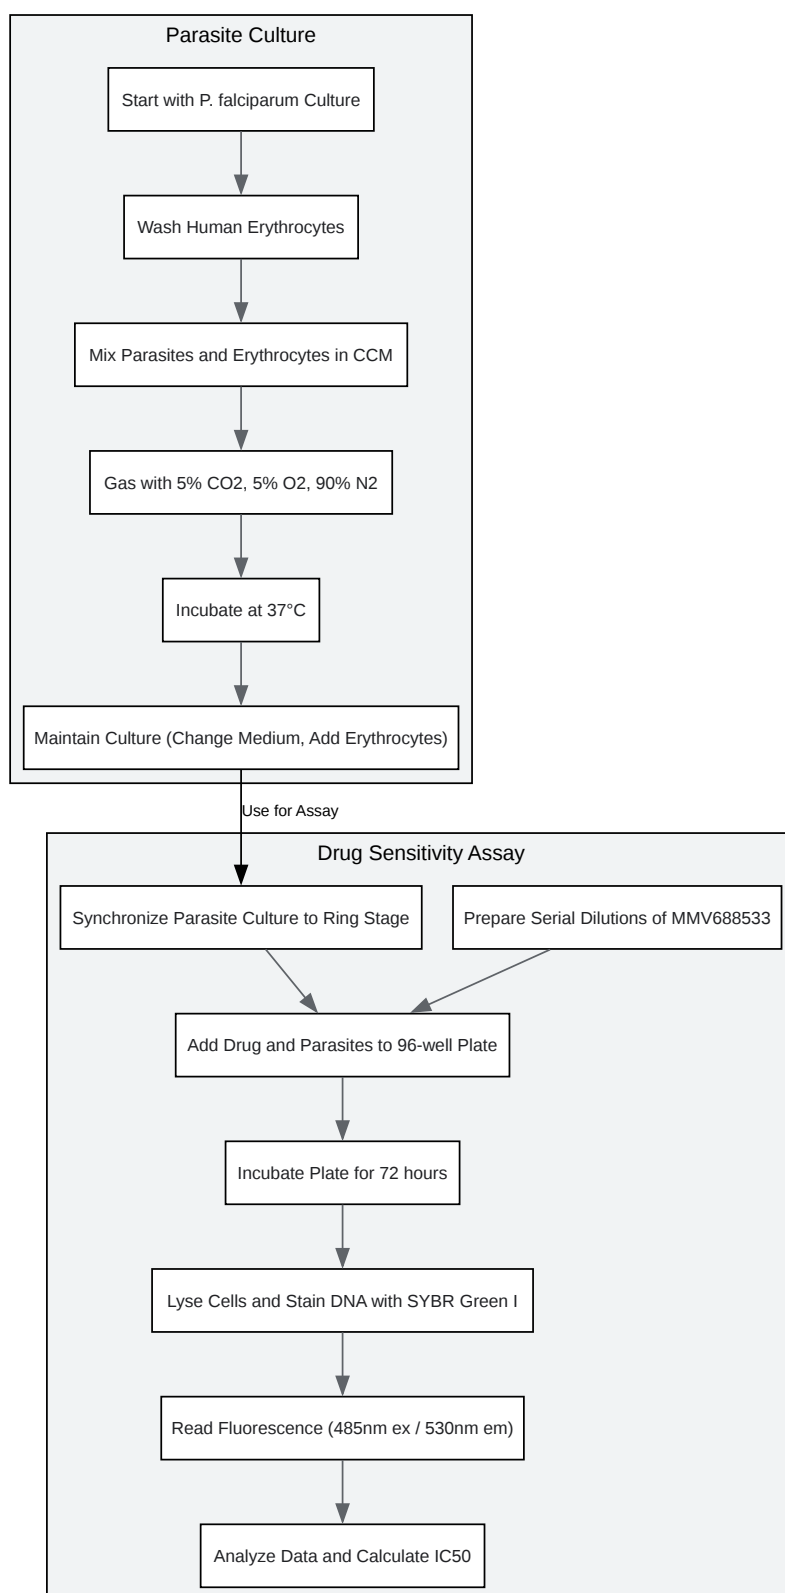 Parasite Culture
Start with P. falciparum Culture
Wash Human Erythrocytes
Mix Parasites and Erythrocytes in CCM
Gas with 5% CO2, 5% O2, 90% N2
Incubate at 37°C
Maintain Culture (Change Medium, Add Erythrocytes)
Use for Assay
Drug Sensitivity Assay
Synchronize Parasite Culture to Ring Stage
Prepare Serial Dilutions of MMV688533
Add Drug and Parasites to 96-well Plate
Incubate Plate for 72 hours
Lyse Cells and Stain DNA with SYBR Green I
Read Fluorescence (485nm ex / 530nm em)
Analyze Data and Calculate IC50